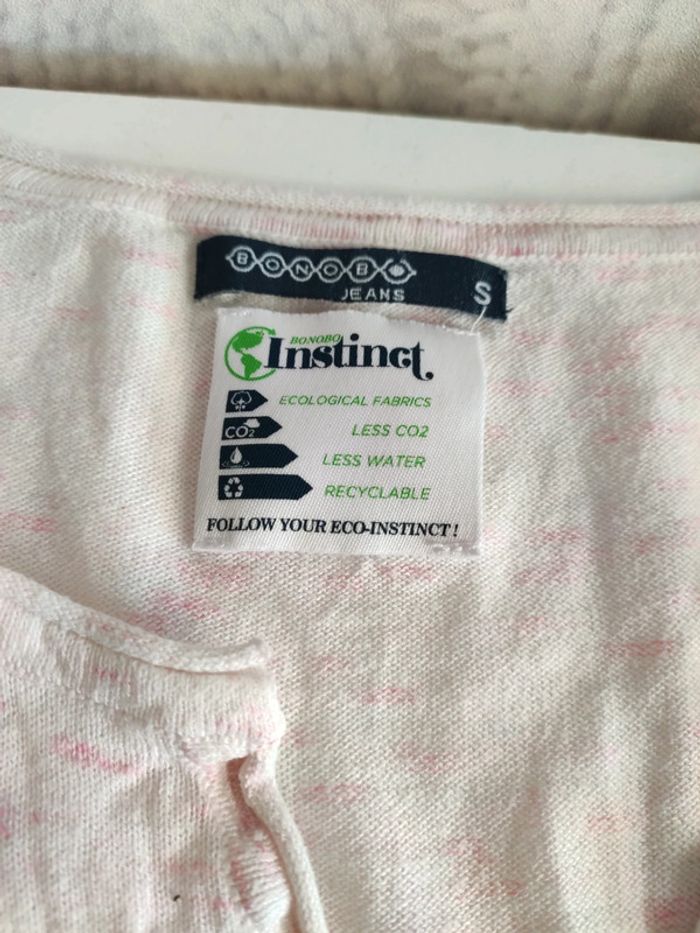 BONOBO
JEANS
S
BONOBO
Instinct
ECOLOGICAL FABRICS
CO2
LESS CO2
LESS WATER
RECYCLABLE
FOLLOW YOUR ECO-INSTINCT !